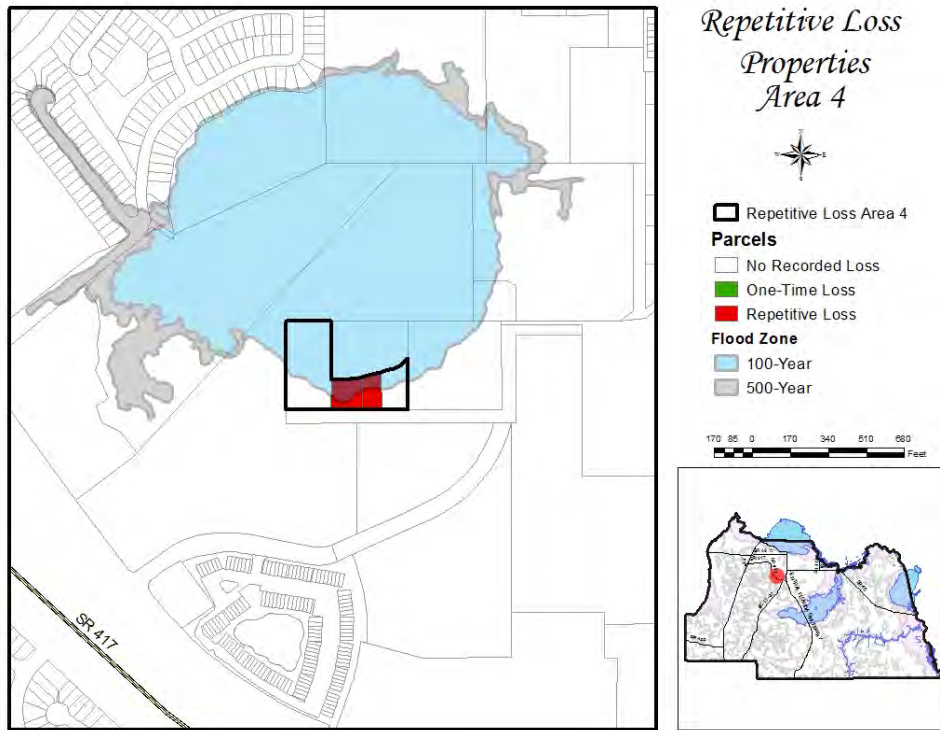 Repetitive Loss
Properties
Area 4
N
W
E
S
Repetitive Loss Area 4
Parcels
No Recorded Loss
One-Time Loss
Repetitive Loss
Flood Zone
100-Year
500-Year
170 85 0 170 340 510 680
Feet
SR 417